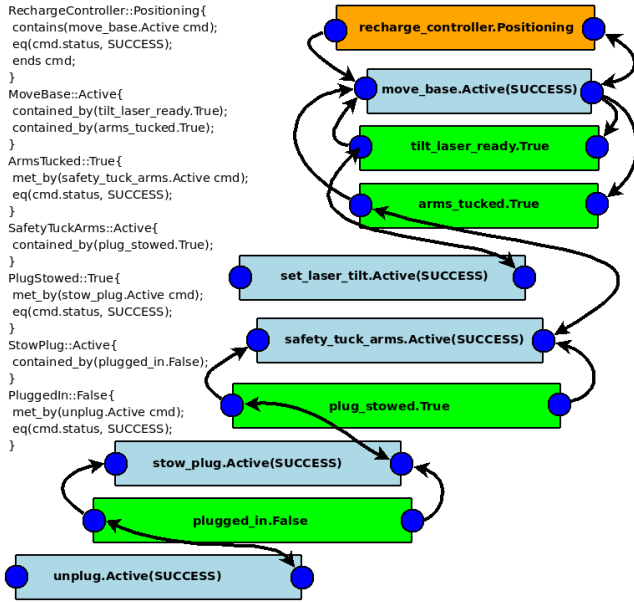 RechargeController::Positioning{
contains(move_base.Active cmd);
eq(cmd.status, SUCCESS);
ends cmd;
}
MoveBase::Active{
contained_by(tilt_laser_ready.True);
contained_by(arms_tucked.True);
}
ArmsTucked::True{
met_by(safety_tuck_arms.Active cmd);
eq(cmd.status, SUCCESS);
}
SafetyTuckArms::Active{
contained_by(plug_stowed.True);
}
PlugStowed::True{
met_by(stow_plug.Active cmd);
eq(cmd.status, SUCCESS);
}
StowPlug::Active{
contained_by(plugged_in.False);
}
PluggedIn::False{
met_by(unplug.Active cmd);
eq(cmd.status, SUCCESS);
}
recharge_controller.Positioning
move_base.Active(SUCCESS)
tilt_laser_ready.True
arms_tucked.True
set_laser_tilt.Active(SUCCESS)
safety_tuck_arms.Active(SUCCESS)
plug_stowed.True
stow_plug.Active(SUCCESS)
plugged_in.False
unplug.Active(SUCCESS)